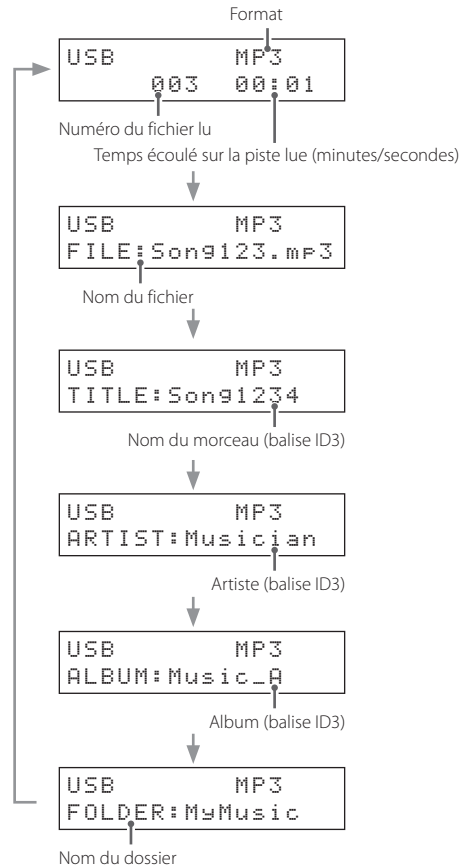 Format
USB MP3
003 00:01
Numéro du fichier lu
Temps écoulé sur la piste lue (minutes/secondes)
USB MP3
FILE:Song123.mp3
Nom du fichier
USB MP3
TITLE:Song1234
Nom du morceau (balise ID3)
USB MP3
ARTIST:Musician
Artiste (balise ID3)
USB MP3
ALBUM:Music_A
Album (balise ID3)
USB MP3
FOLDER:MyMusic
Nom du dossier